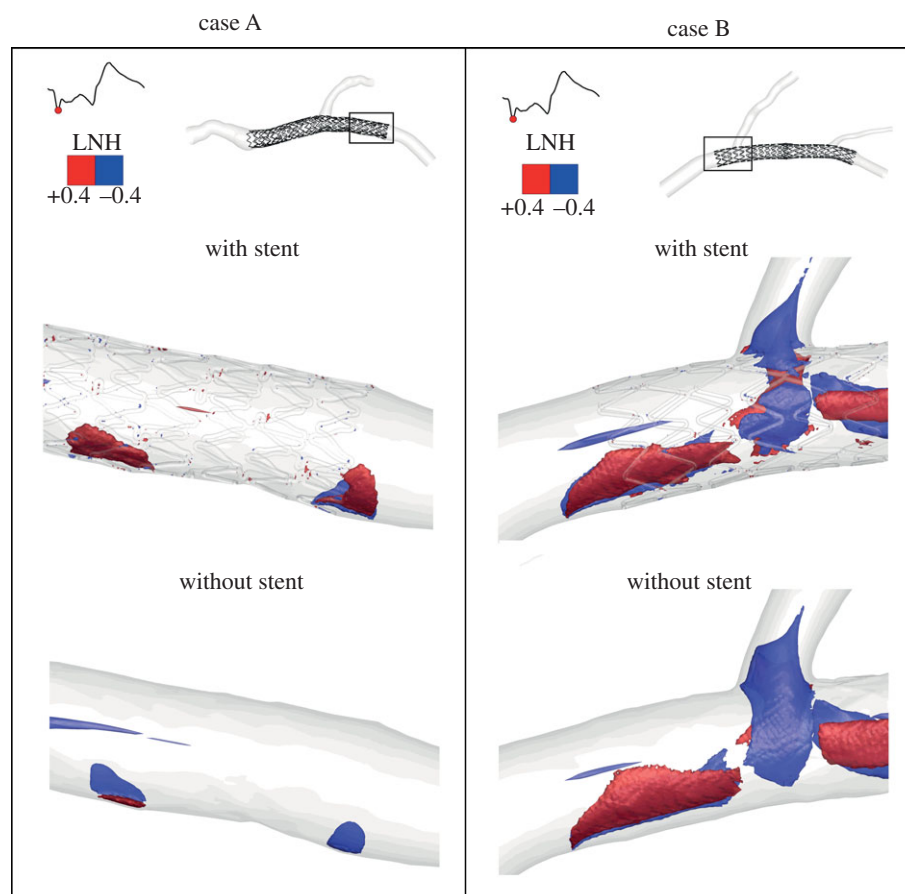 case A
LNH
+0.4 –0.4
with stent
without stent
case B
LNH
+0.4 –0.4
with stent
without stent